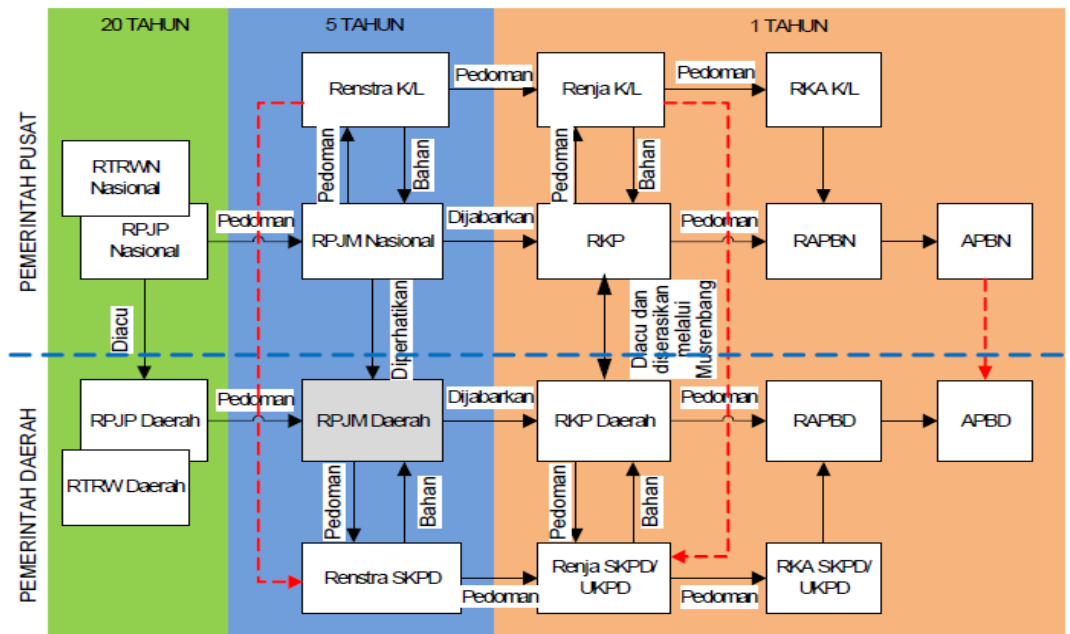 20 TAHUN
5 TAHUN
1 TAHUN
PEMERINTAH PUSAT
Renstra K/L
Pedoman
Renja K/L
Pedoman
RKA K/L
Pedoman
Bahan
Pedoman
Bahan
RTRWN
Nasional
RPJP
Nasional
Pedoman
RPJM Nasional
Dijabarkan
RKP
Pedoman
RAPBN
APBN
Diacu
Diperhatikan
Diacu dan
diserasikan
melalui
Musrenbang
PEMERINTAH DAERAH
RPJP Daerah
Pedoman
RPJM Daerah
Dijabarkan
RKP Daerah
Pedoman
RAPBD
APBD
RTRW Daerah
Pedoman
Bahan
Pedoman
Bahan
Renstra SKPD
Pedoman
Renja SKPD/
UKPD
Pedoman
RKA SKPD/
UKPD